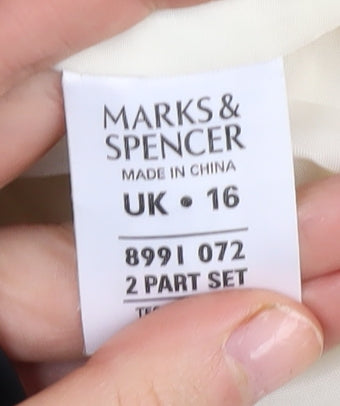 MARKS &
SPENCER
MADE IN CHINA
UK • 16
8991 072
2 PART SET